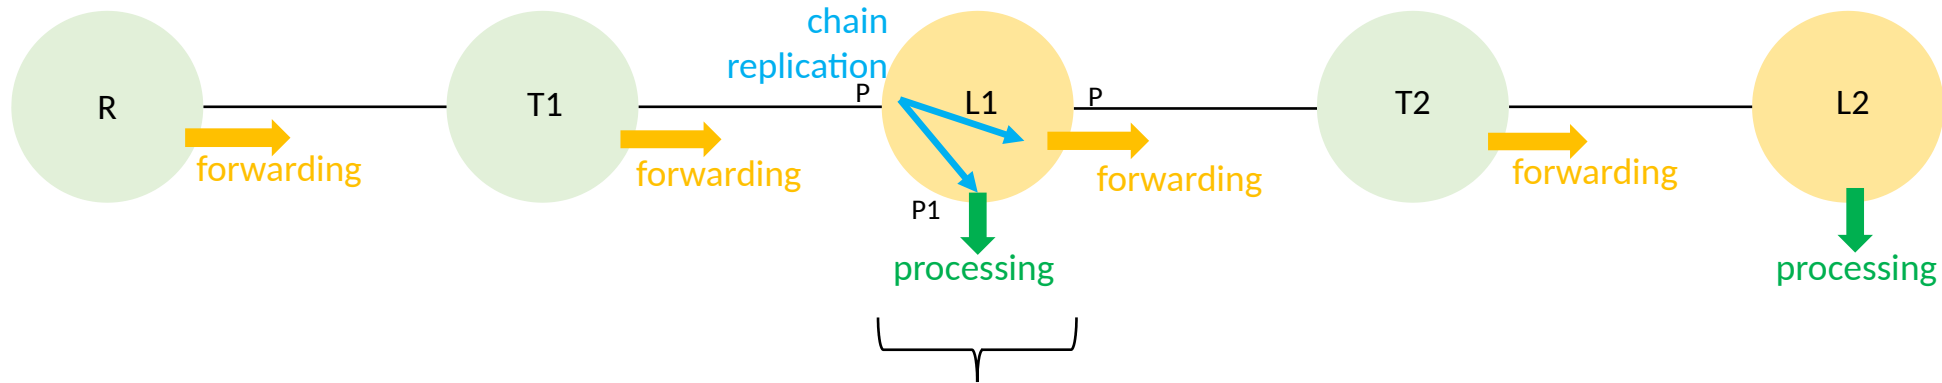 chain
replication
P
P
R
T1
L1
T2
L2
forwarding
forwarding
forwarding
forwarding
P1
processing
processing